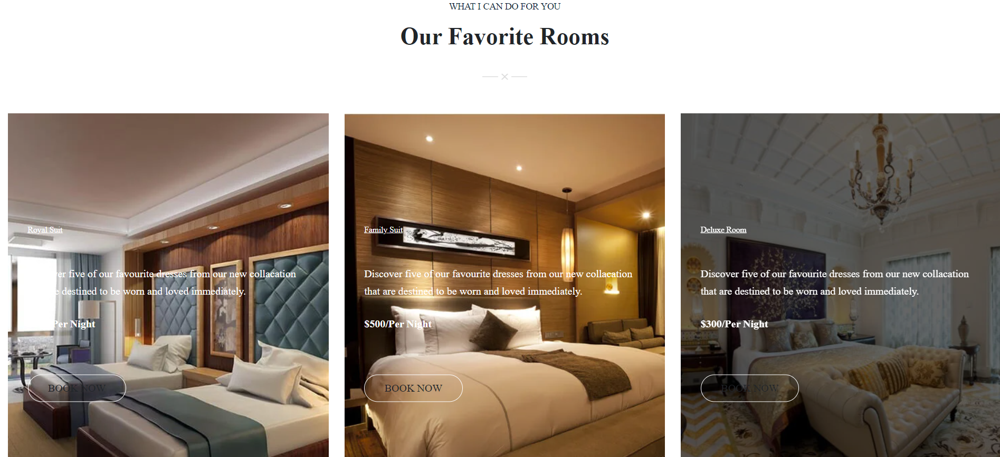 WHAT I CAN DO FOR YOU
Our Favorite Rooms
Royal Suit
five of our favourite dresses from our new collacation
destined to be worn and loved immediately.
/Per Night
BOOK NOW
Family Suit
Discover five of our favourite dresses from our new collacation
that are destined to be worn and loved immediately.
$500/Per Night
BOOK NOW
Deluxe Room
Discover five of our favourite dresses from our new collacation
that are destined to be worn and loved immediately.
$300/Per Night
BOOK NOW